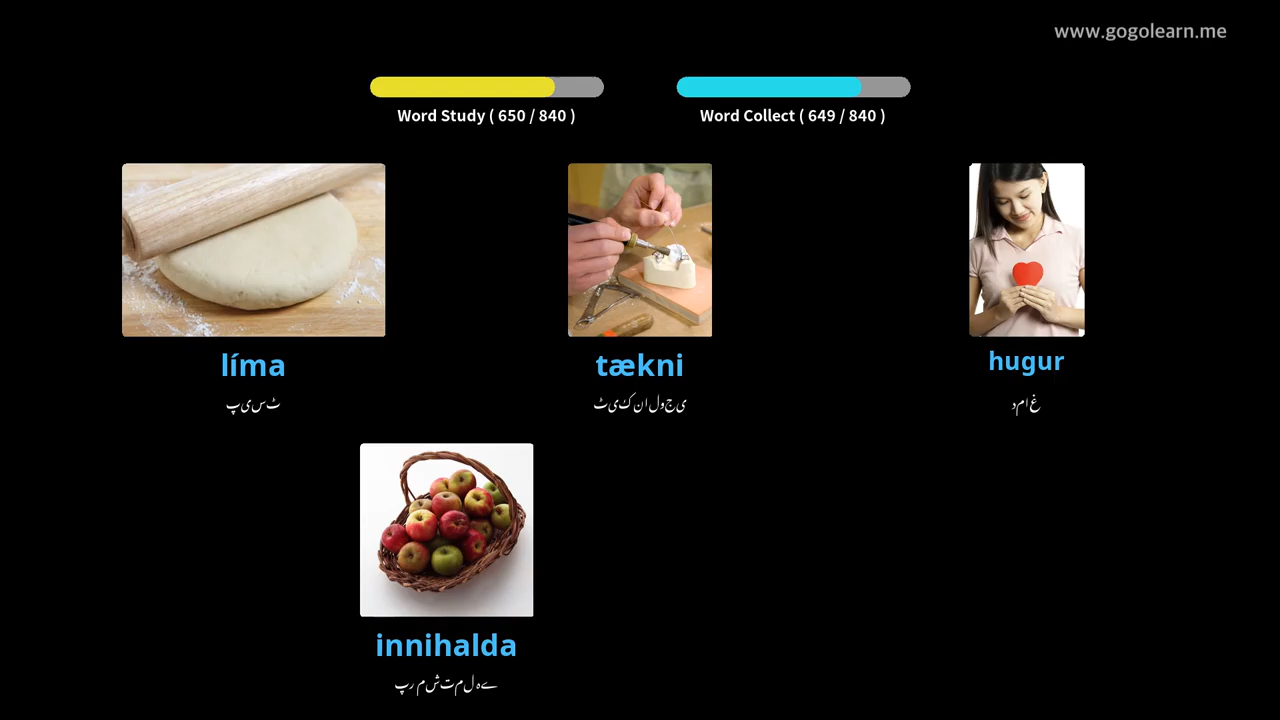 www.gogolearn.me
Word Study ( 650 / 840 )
Word Collect ( 649 / 840 )
líma
tækni
hugur
پیسٹ
ٹیکنالوجی
دماغ
innihalda
پر مشتمل ہے